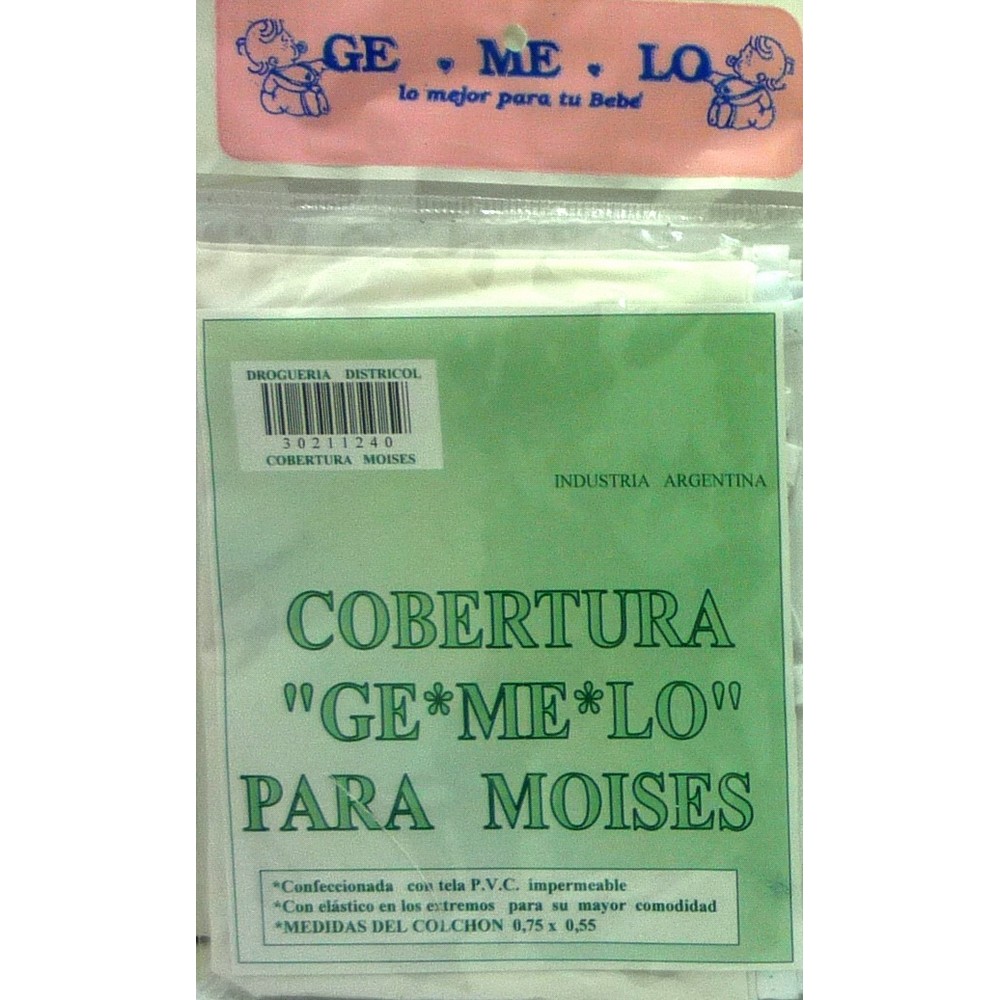 GE ♥ ME ♥ LO
lo mejor para tu Bebé
DROGUERIA DISTRICOL
30211240
COBERTURA MOISES
INDUSTRIA ARGENTINA
COBERTURA
"GE*ME*LO"
PARA MOISES
*Confeccionada con tela P.V.C. impermeable
*Con elástico en los extremos para su mayor comodidad
*MEDIDAS DEL COLCHON 0,75 x 0,55